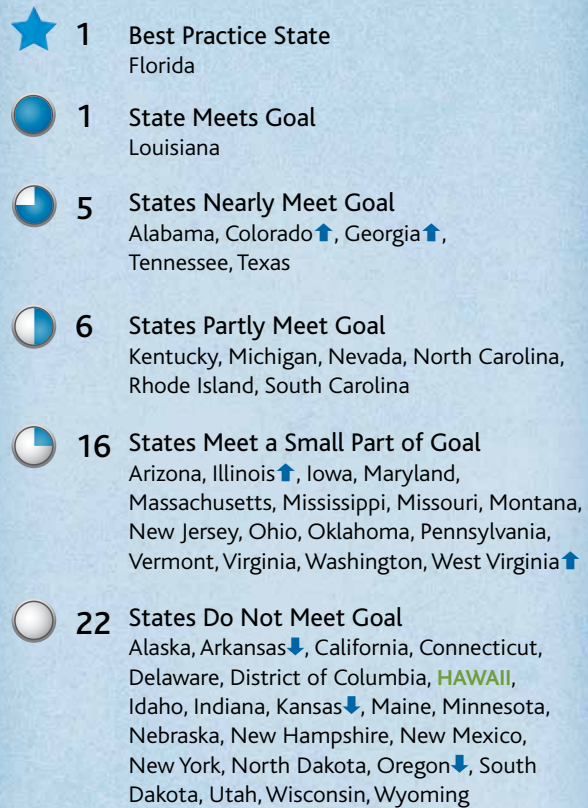 1 Best Practice State
Florida
1 State Meets Goal
Louisiana
5 States Nearly Meet Goal
Alabama, Colorado⬆, Georgia⬆,
Tennessee, Texas
6 States Partly Meet Goal
Kentucky, Michigan, Nevada, North Carolina,
Rhode Island, South Carolina
16 States Meet a Small Part of Goal
Arizona, Illinois⬆, Iowa, Maryland,
Massachusetts, Mississippi, Missouri, Montana,
New Jersey, Ohio, Oklahoma, Pennsylvania,
Vermont, Virginia, Washington, West Virginia⬆
22 States Do Not Meet Goal
Alaska, Arkansas⬇, California, Connecticut,
Delaware, District of Columbia, HAWAII,
Idaho, Indiana, Kansas⬇, Maine, Minnesota,
Nebraska, New Hampshire, New Mexico,
New York, North Dakota, Oregon⬇, South
Dakota, Utah, Wisconsin, Wyoming